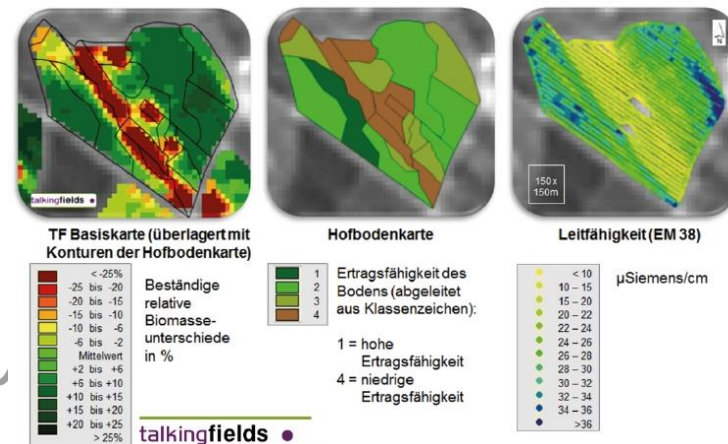 talkingfields
150 x
150m
N
TF Basiskarte (überlagert mit
Konturen der Hofbodenkarte)
< -25%
-25 bis -20
-20 bis -15
-15 bis -10
-10 bis -6
-6 bis -2
Mittelwert
+2 bis +6
+6 bis +10
+10 bis +15
+15 bis +20
+20 bis +25
> 25%
Beständige
relative
Biomasse-
unterschiede
in %
talkingfields
Hofbodenkarte
1
2
3
4
Ertragsfähigkeit des
Bodens (abgeleitet
aus Klassenzeichen):
1 = hohe
Ertragsfähigkeit
4 = niedrige
Ertragsfähigkeit
Leitfähigkeit (EM 38)
< 10
10 – 15
15 – 20
20 – 22
22 – 24
24 – 26
26 – 28
28 – 30
30 – 32
32 – 34
34 – 36
>36
µSiemens/cm